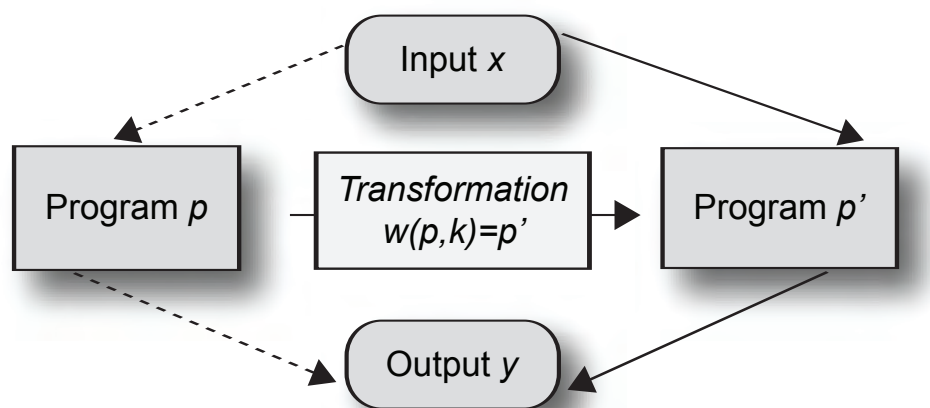 Input x
Program p
Transformation
w(p,k)=p’
Program p’
Output y